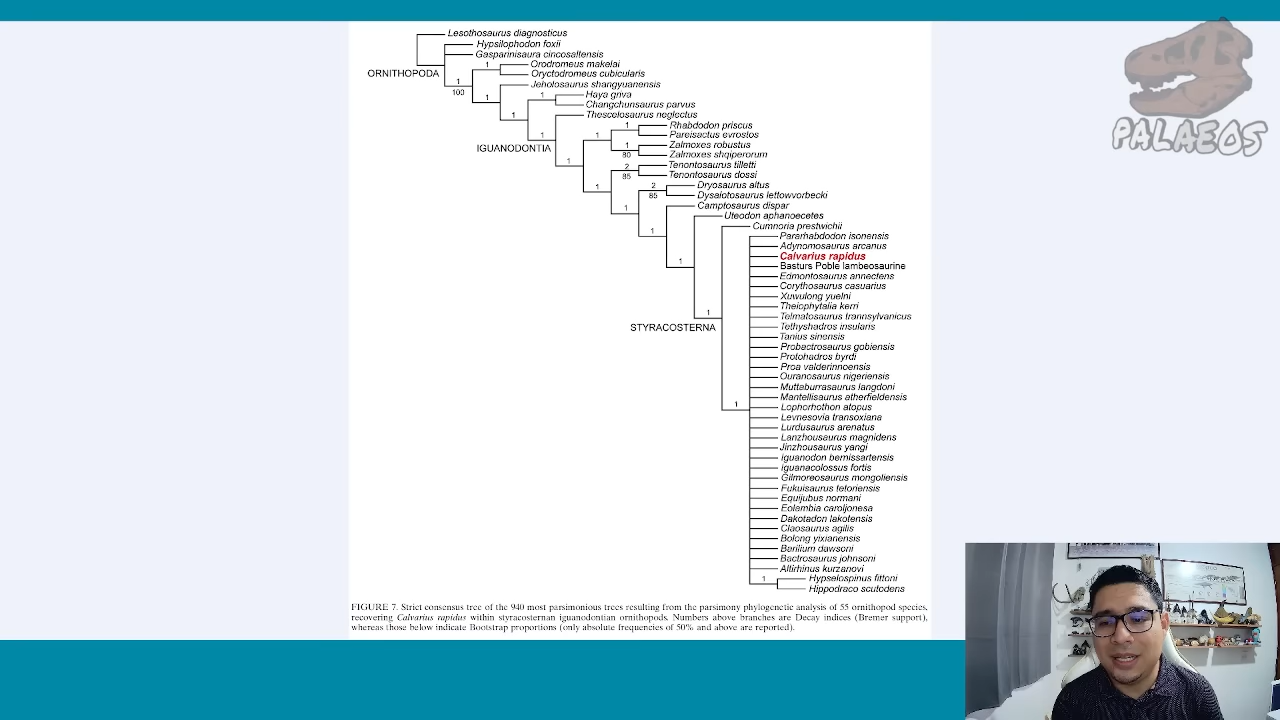 Lesothosaurus diagnosticus
Hypsilophodon foxii
Gasparinisaura cincosaltensis
Orodromeus makelai
ORNITHOPODA
Oryctodromeus cubicularis
Jeholosaurus shangyuanensis
Haya griva
Changchunsaurus parvus
Thescelosaurus neglectus
Rhabdodon priscus
Pareisactus evrostos
IGUANODONTIA
Zalmoxes robustus
Zalmoxes shqiperorum
Tenontosaurus tilletti
Tenontosaurus dossi
Dryosaurus altus
Dysalotosaurus lettowvorbecki
Camptosaurus dispar
Uteodon aphanoecetes
Cumnoria prestwichii
Pararhabdodon isonensis
Adynomosaurus arcanus
Calvarius rapidus
Basturs Poble lambeosaurine
Edmontosaurus annectens
Corythosaurus casuarius
Xuwulong yueluni
Theiophytalia kerri
Telmatosaurus trannsylvanicus
STYRACOSTERNA
Tethyshadros insularis
Tanius sinensis
Probactrosaurus gobiensis
Protohadros byrdi
Proa valderinnoensis
Ouranosaurus nigeriensis
Muttaburrasaurus langdoni
Mantellisaurus atherfieldensis
Lophorhothon atopus
Levnesovia transoxiana
Lurdusaurus arenatus
Lanzhousaurus magnidens
Jinzhousaurus yangi
Iguanodon bernissartensis
Iguanacolossus fortis
Gilmoreosaurus mongoliensis
Fukuisaurus tetoriensis
Equijubus normani
Eolambia caroljonesa
Dakotadon lakotensis
Claosaurus agilis
Bolong yixianensis
Barilium dawsoni
Bactrosaurus johnsoni
Altirhinus kurzanovi
Hypselospinus fittoni
Hippodraco scutodens
1
100
1
1
1
1
1
1
1
1
1
80
2
85
1
2
85
1
1
1
1
1
1
FIGURE 7. Strict consensus tree of the 940 most parsimonious trees resulting from the parsimony phylogenetic analysis of 55 ornithopod species,
recovering Calvarius rapidus within styracosternan iguanodontian ornithopods. Numbers above branches are Decay indices (Bremer support),
whereas those below indicate Bootstrap proportions (only absolute frequencies of 50% and above are reported).
PALAEOS